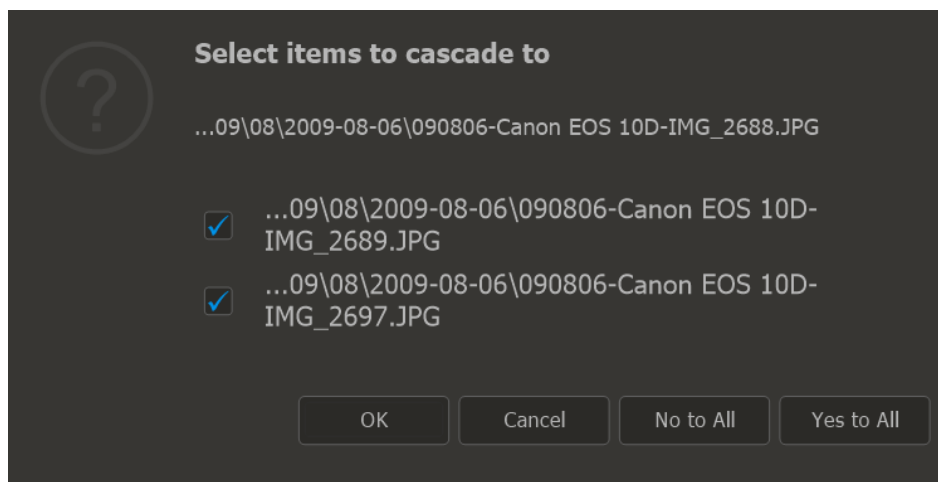 Select items to cascade to
...09\08\2009-08-06\090806-Canon EOS 10D-IMG_2688.JPG
...09\08\2009-08-06\090806-Canon EOS 10D-
IMG_2689.JPG
...09\08\2009-08-06\090806-Canon EOS 10D-
IMG_2697.JPG
OK Cancel No to All Yes to All